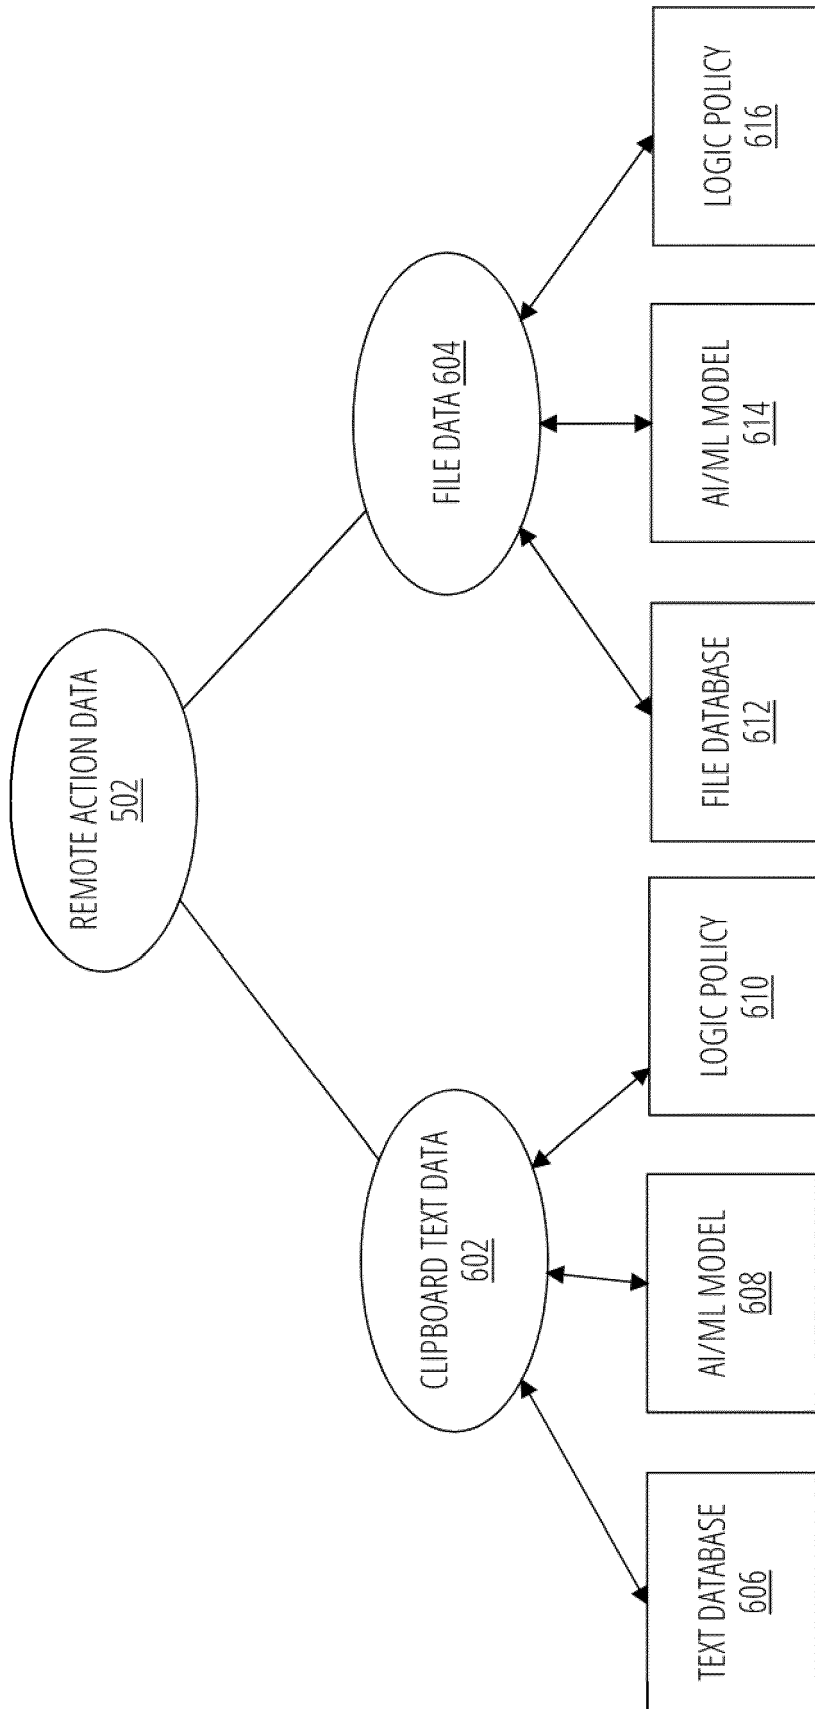 REMOTE ACTION DATA
502
CLIPBOARD TEXT DATA
602
FILE DATA 604
TEXT DATABASE
606
AI/ML MODEL
608
LOGIC POLICY
610
FILE DATABASE
612
AI/ML MODEL
614
LOGIC POLICY
616